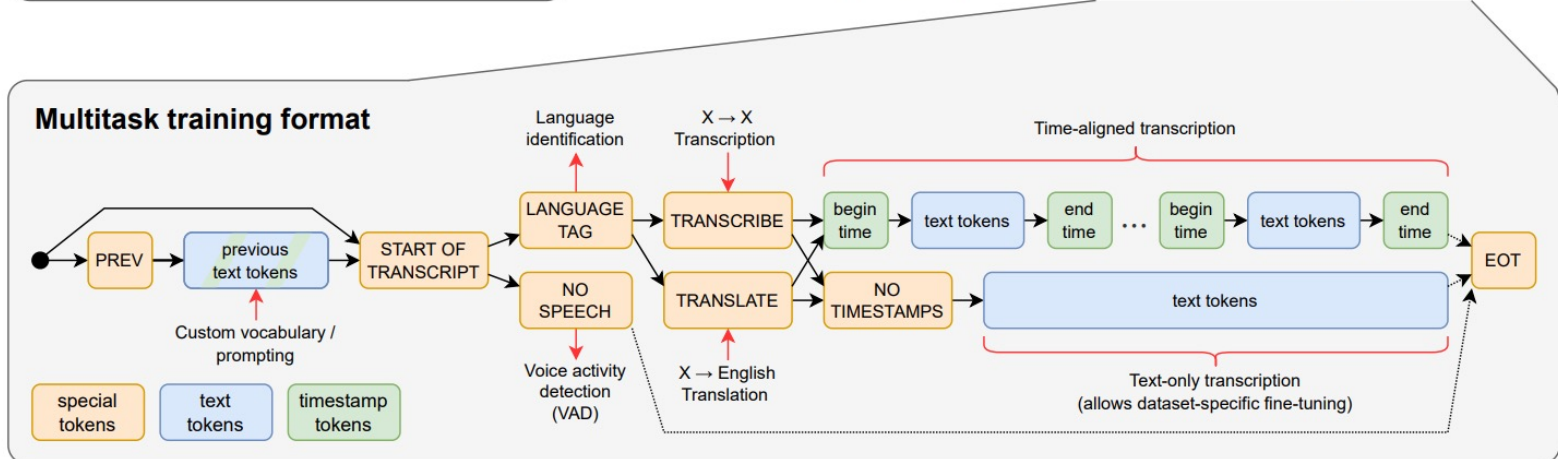 Multitask training format
Language
identification
X → X
Transcription
Time-aligned transcription
PREV
previous
text tokens
START OF
TRANSCRIPT
LANGUAGE
TAG
NO
SPEECH
TRANSCRIBE
TRANSLATE
begin
time
text tokens
end
time
...
begin
time
text tokens
end
time
NO
TIMESTAMPS
text tokens
EOT
Custom vocabulary /
prompting
Voice activity
detection
(VAD)
X → English
Translation
Text-only transcription
(allows dataset-specific fine-tuning)
special
tokens
text
tokens
timestamp
tokens